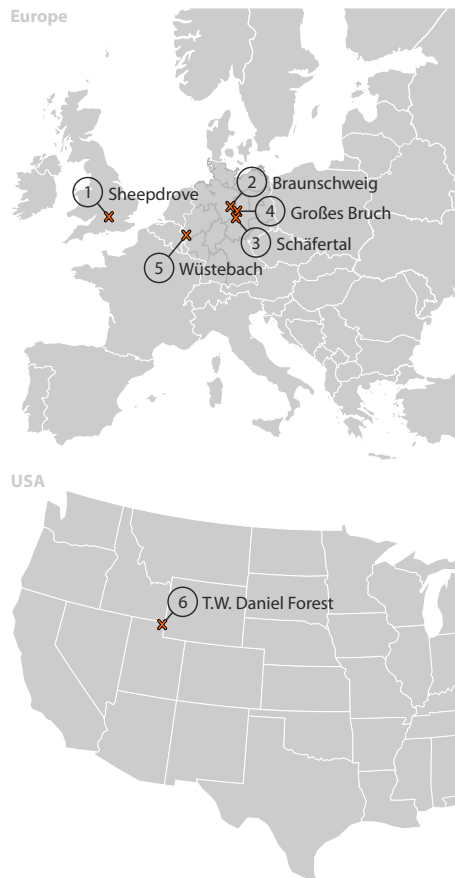 Europe
1 Sheepdrove
2 Braunschweig
4 Großes Bruch
3 Schäfertal
5 Wüstebach
USA
6 T.W. Daniel Forest